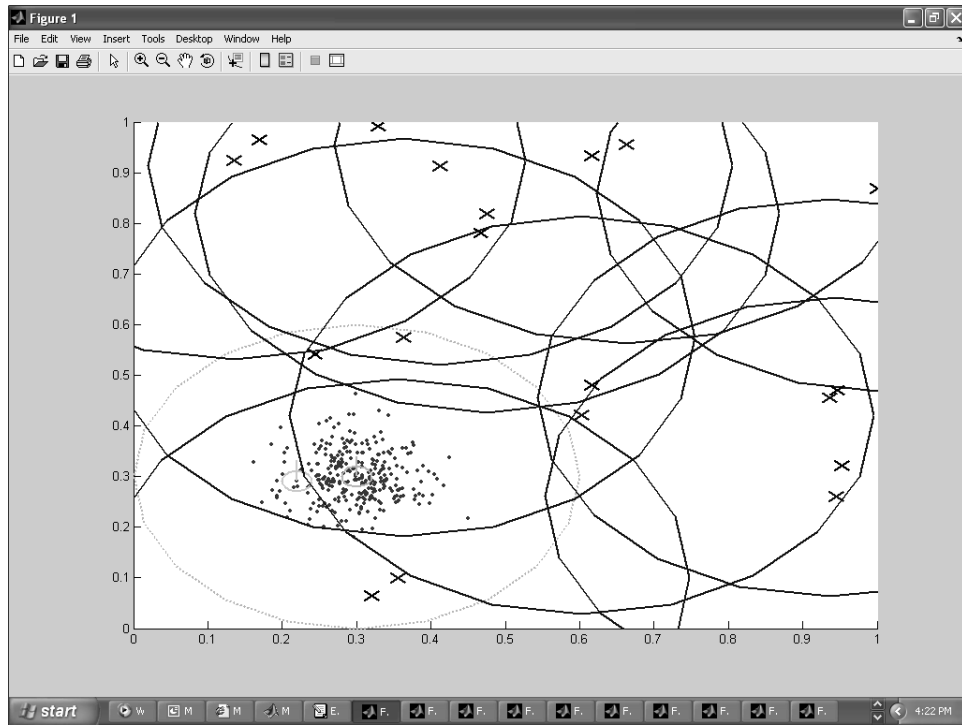 Figure 1
File Edit View Insert Tools Desktop Window Help
1
0.9
0.8
0.7
0.6
0.5
0.4
0.3
0.2
0.1
0
0 0.1 0.2 0.3 0.4 0.5 0.6 0.7 0.8 0.9 1
start W M M M E. F. F. F. F. F. F. F. F. F. F. 4:22 PM